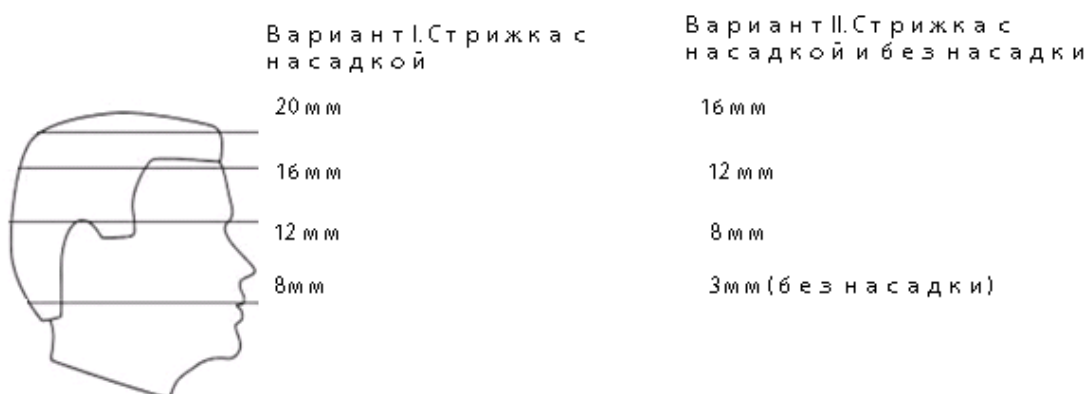 Вариант I. Стрижка с
насадкой
20 мм
16 мм
12 мм
8мм
Вариант II. Стрижка с
насадкой и без насадки
16 мм
12 мм
8 мм
3мм (без насадки)